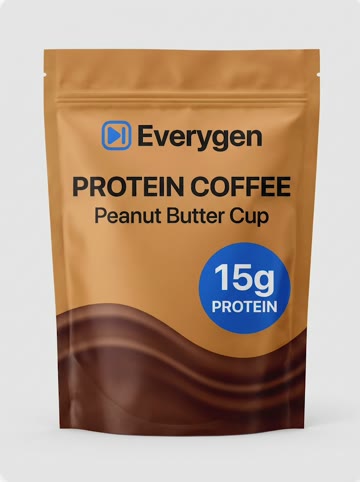 Everygen
PROTEIN COFFEE
Peanut Butter Cup
15g
PROTEIN